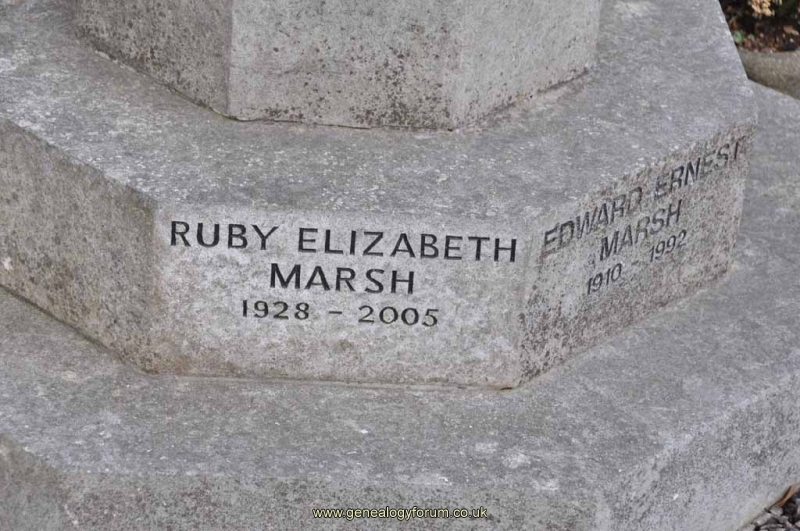 RUBY ELIZABETH
MARSH
1928 - 2005
EDWARD ERNEST
MARSH
1910 - 1992
www.genealogyforum.co.uk